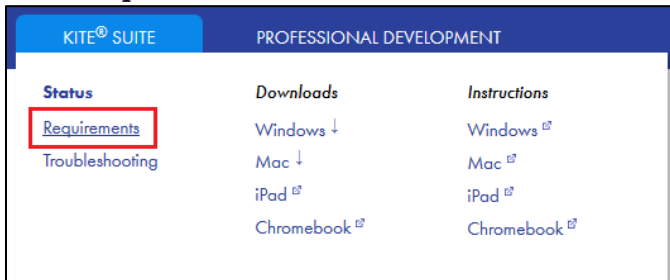 KITE® SUITE
PROFESSIONAL DEVELOPMENT
Status
Requirements
Troubleshooting
Downloads
Windows ↓
Mac ↓
iPad
Chromebook
Instructions
Windows
Mac
iPad
Chromebook